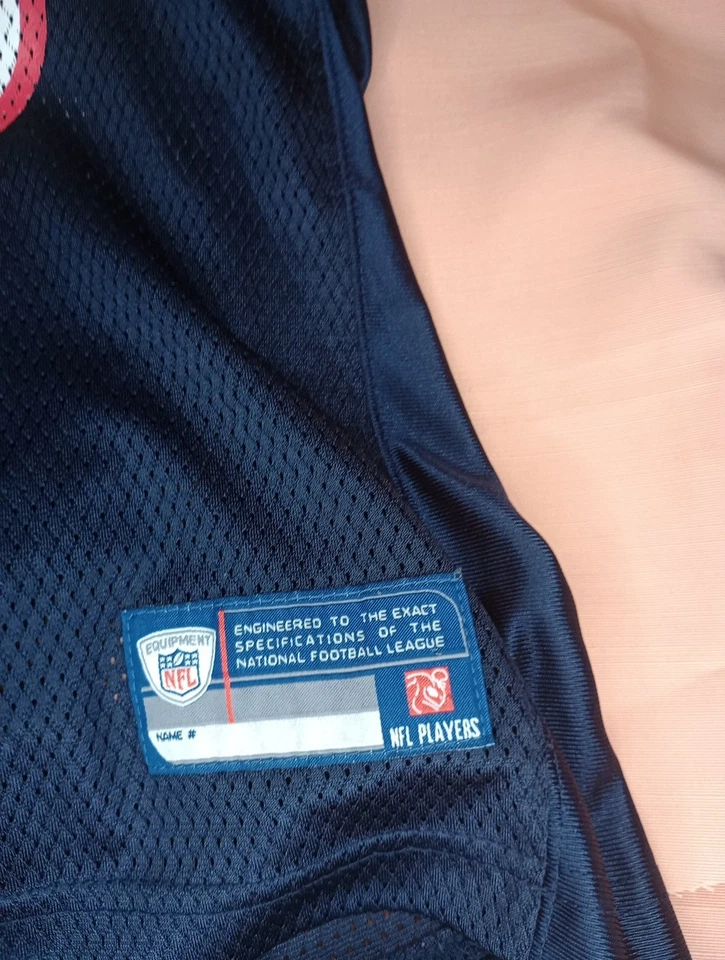 EQUIPMENT
NFL
ENGINEERED TO THE EXACT
SPECIFICATIONS OF THE
NATIONAL FOOTBALL LEAGUE
NAME #
NFL PLAYERS